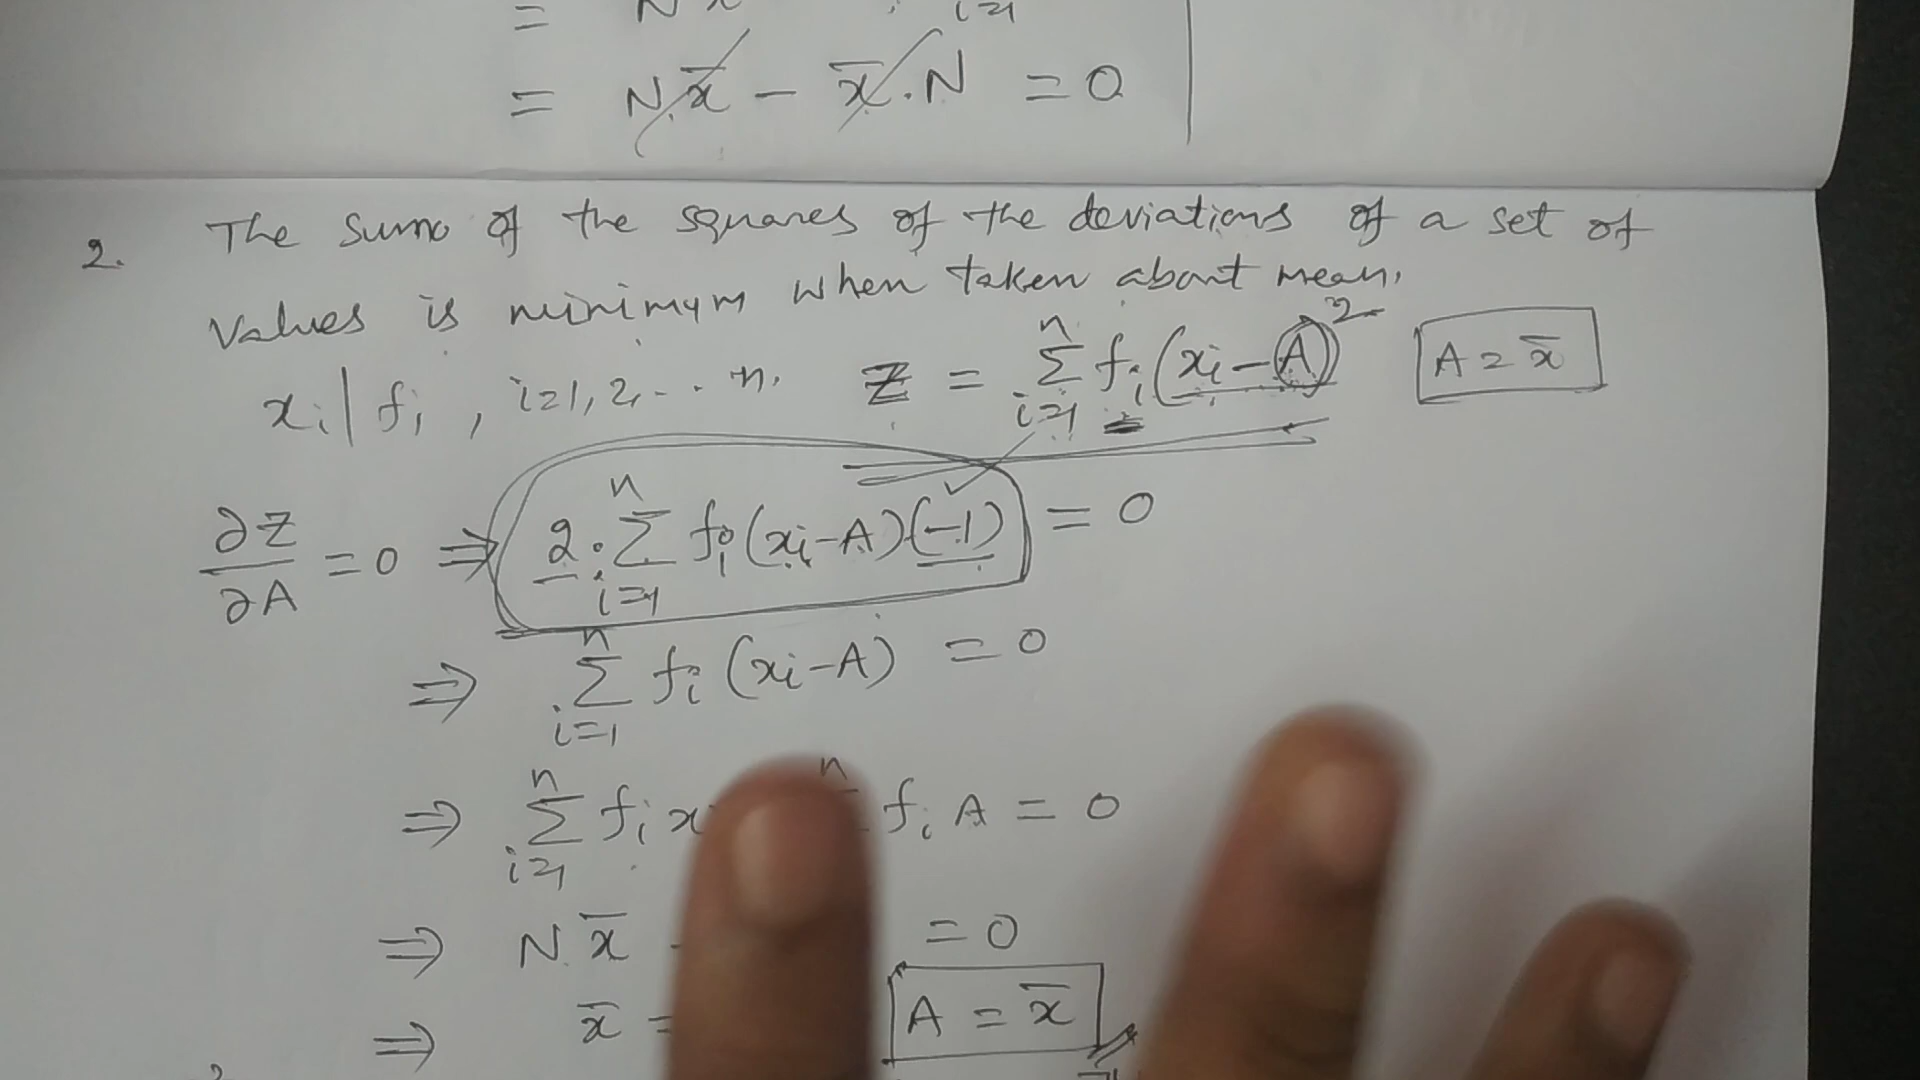 = N x̄ i=1
= N.x̄ - x̄.N = 0
2. The sum of the squares of the deviations of a set of
values is minimum when taken about mean.
xi | fi, i=1, 2, ... n. Z = Σ_{i=1}^{n} fi (xi - A)² A = x̄
∂Z/∂A = 0 ⇒ 2. Σ_{i=1}^{n} fi (xi - A)(-1) = 0
⇒ Σ_{i=1}^{n} fi (xi - A) = 0
⇒ Σ_{i=1}^{n} fi x n fi A = 0
⇒ N. x̄ - = 0
⇒ x̄ = A = x̄